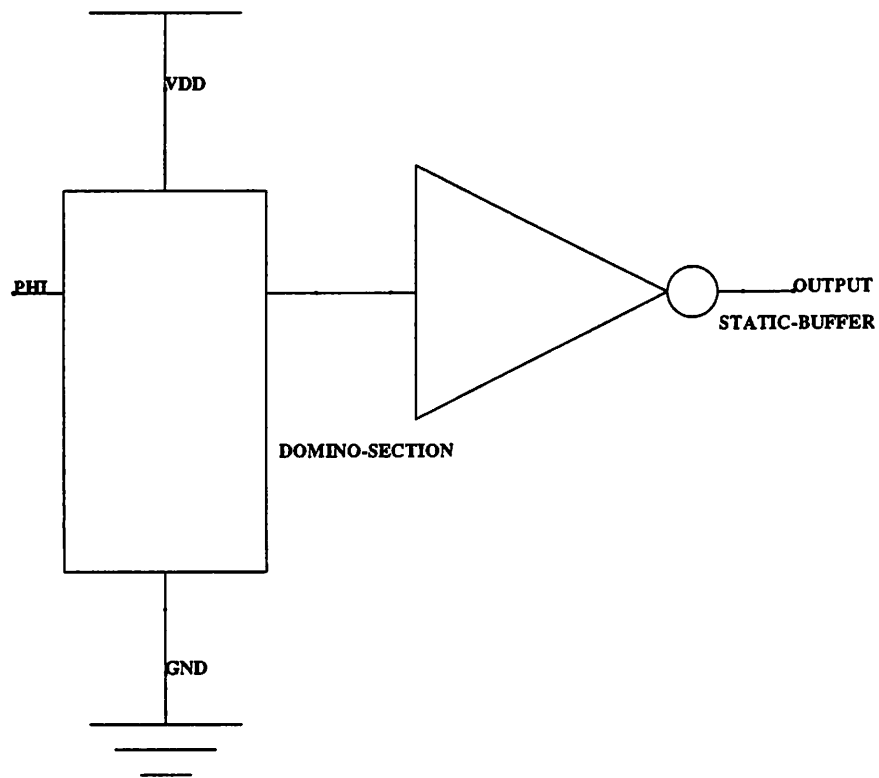 VDD
PHI
OUTPUT
STATIC-BUFFER
DOMINO-SECTION
GND